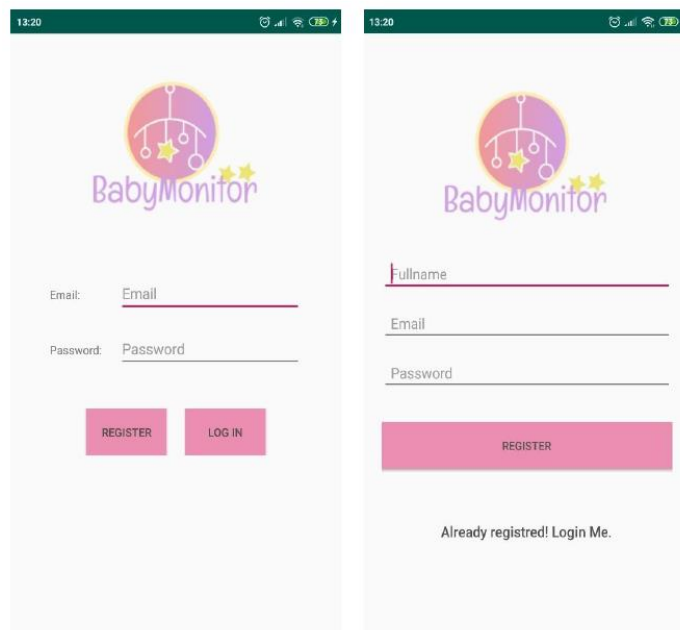 13:20
BabyMonitor
Email: Email
Password: Password
REGISTER LOG IN
13:20
BabyMonitor
Fullname
Email
Password
REGISTER
Already registred! Login Me.